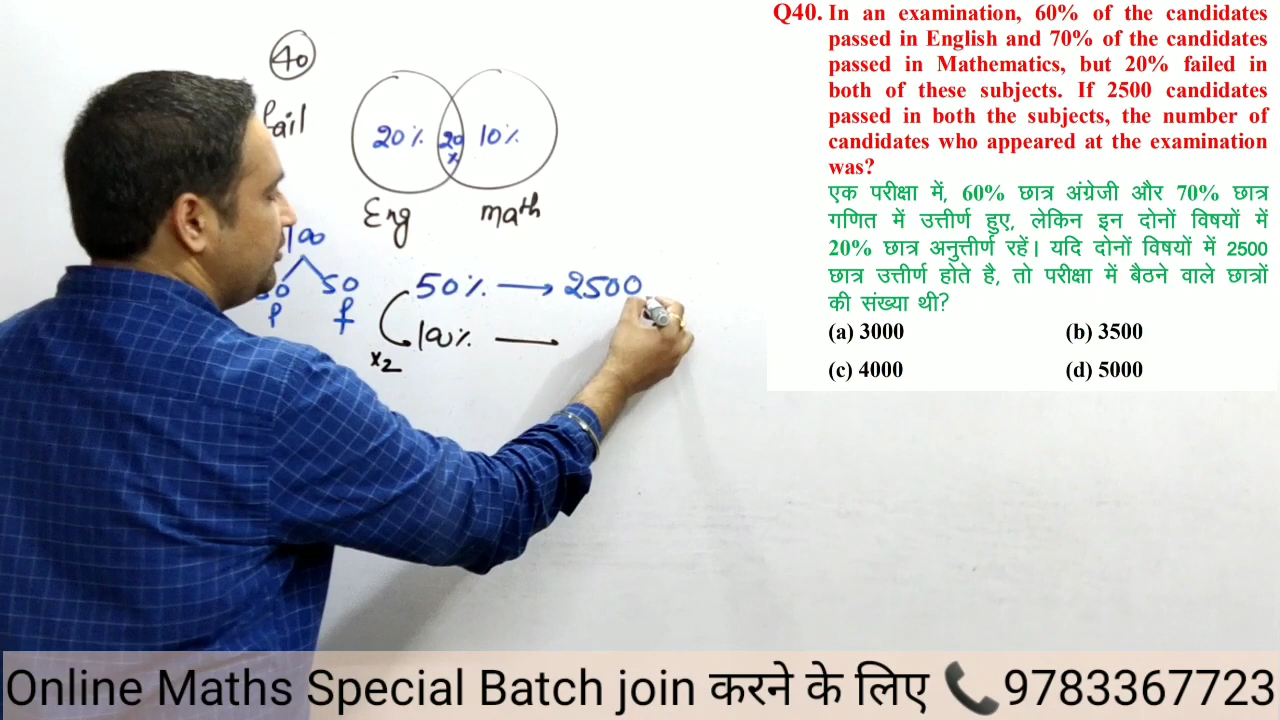 40
fail
20% 20 x 10%
Eng math
100
50 50
p f
50% → 2500
100% →
x2
Q40. In an examination, 60% of the candidates
passed in English and 70% of the candidates
passed in Mathematics, but 20% failed in
both of these subjects. If 2500 candidates
passed in both the subjects, the number of
candidates who appeared at the examination
was?
एक परीक्षा में, 60% छात्र अंग्रेजी और 70% छात्र
गणित में उत्तीर्ण हुए, लेकिन इन दोनों विषयों में
20% छात्र अनुत्तीर्ण रहें। यदि दोनों विषयों में 2500
छात्र उत्तीर्ण होते है, तो परीक्षा में बैठने वाले छात्रों
की संख्या थी?
(a) 3000 (b) 3500
(c) 4000 (d) 5000
Online Maths Special Batch join करने के लिए 📞9783367723